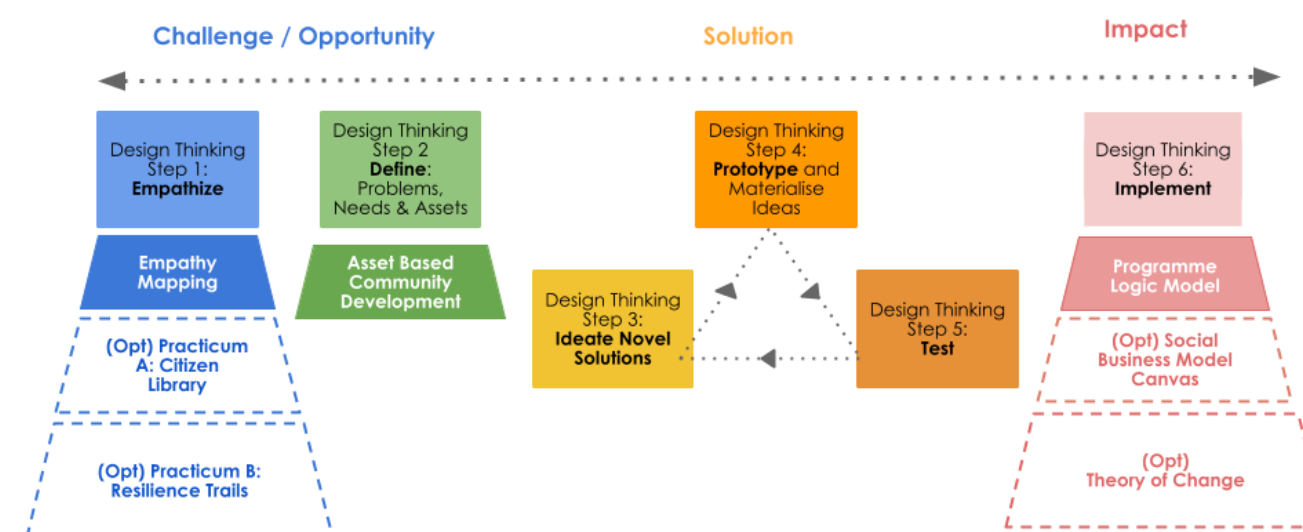 Challenge / Opportunity
Solution
Impact
Design Thinking
Step 1:
Empathize
Empathy
Mapping
(Opt) Practicum
A: Citizen
Library
(Opt) Practicum B:
Resilience Trails
Design Thinking
Step 2
Define:
Problems,
Needs & Assets
Asset Based
Community
Development
Design Thinking
Step 3:
Ideate Novel
Solutions
Design Thinking
Step 4:
Prototype and
Materialise
Ideas
Design Thinking
Step 5:
Test
Design Thinking
Step 6:
Implement
Programme
Logic Model
(Opt) Social
Business Model
Canvas
(Opt)
Theory of Change